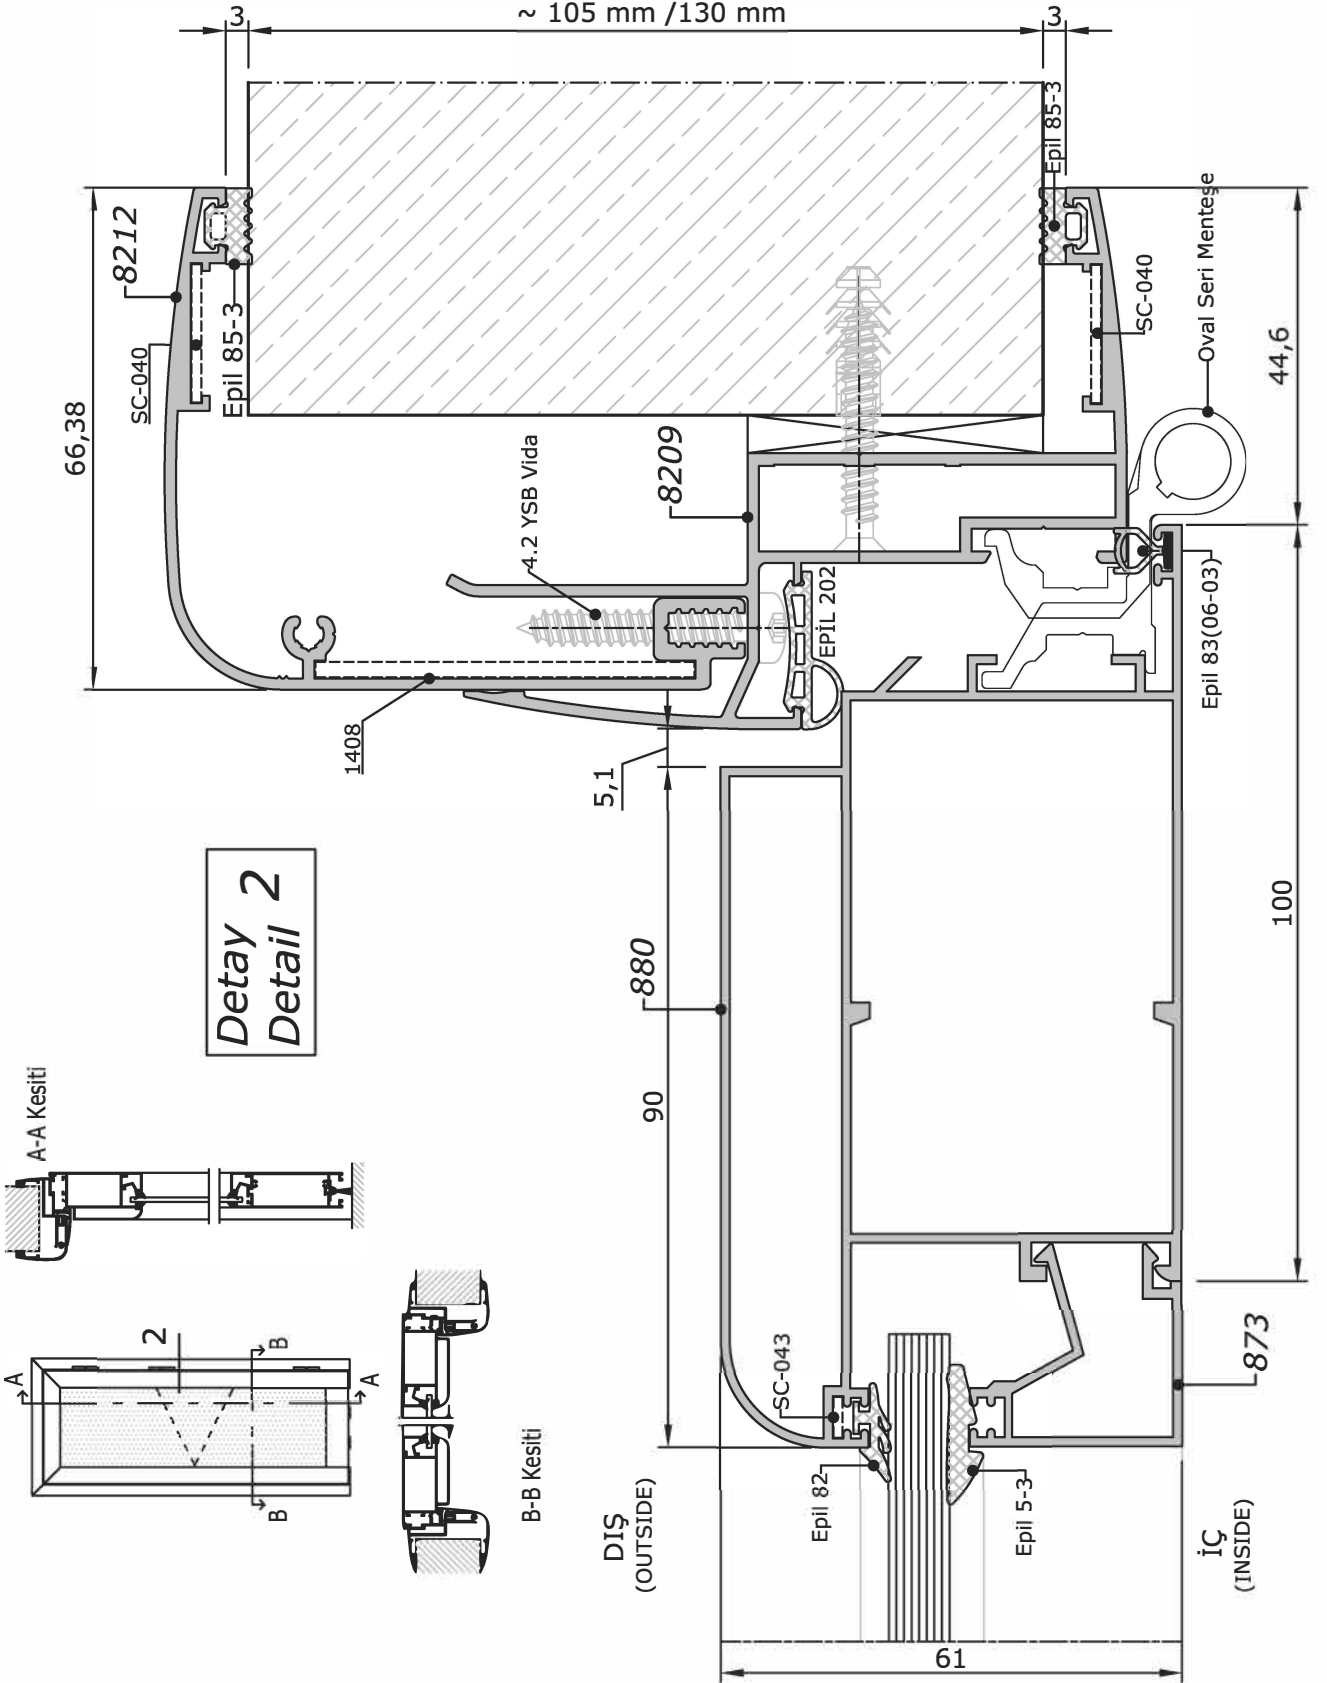 3
~ 105 mm /130 mm
3
Epil 85-3
8212
SC-040
Epil 85-3
66,38
SC-040
Oval Seri Menteşe
44,6
8209
4.2 YSB Vida
EPİL 202
Epil 83(06-03)
1408
5,1
Detay 2
Detail 2
880
100
90
A-A Kesiti
2
A
A
B
B
B-B Kesiti
SC-043
873
Epil 82
Epil 5-3
DIŞ
(OUTSIDE)
İÇ
(INSIDE)
61